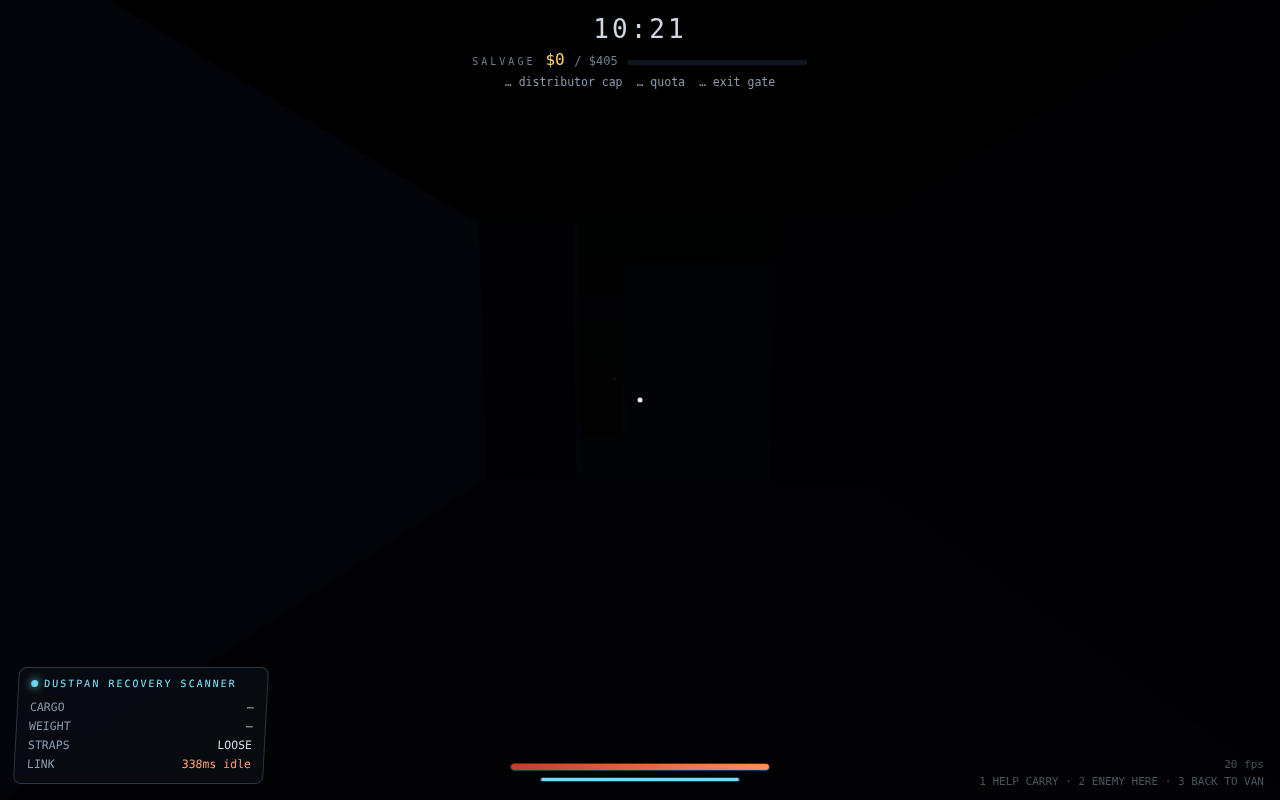 10:21
SALVAGE $0 / $405
… distributor cap … quota … exit gate
DUSTPAN RECOVERY SCANNER
CARGO —
WEIGHT —
STRAPS LOOSE
LINK 338ms idle
20 fps
1 HELP CARRY · 2 ENEMY HERE · 3 BACK TO VAN